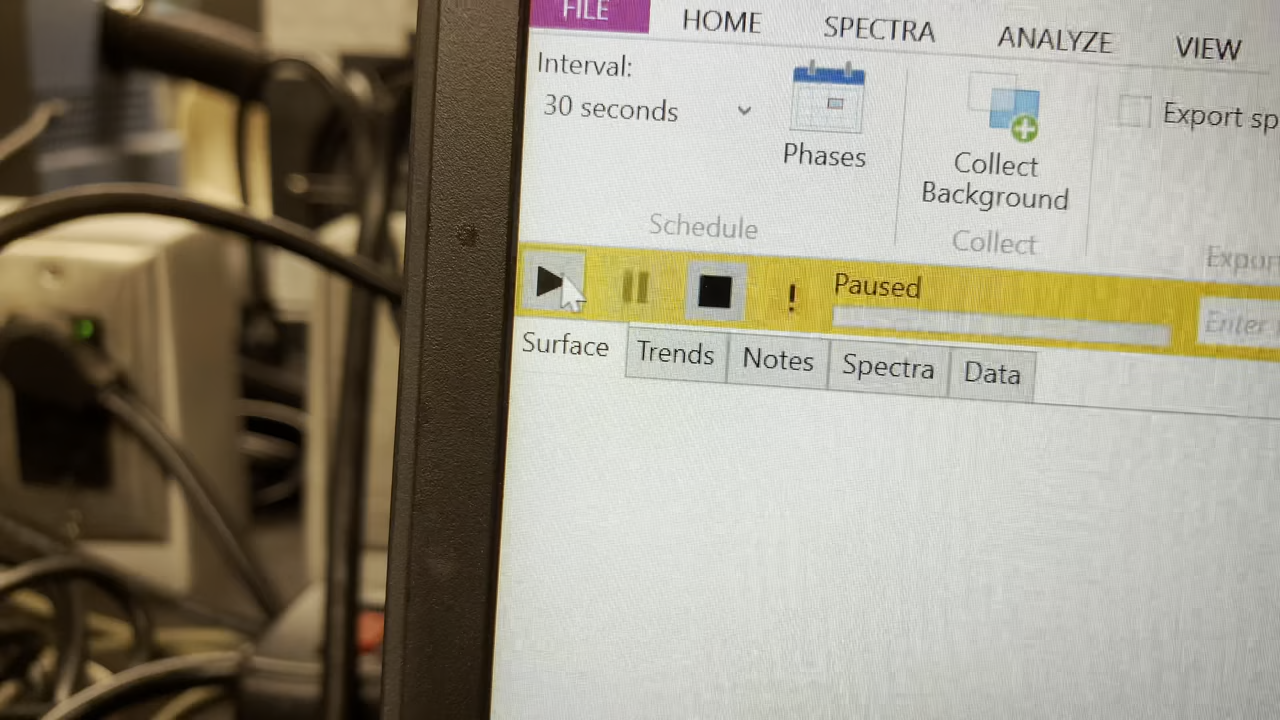 FILE HOME SPECTRA ANALYZE VIEW
Interval:
30 seconds
Phases
Schedule
Collect
Background
Collect
Export
Paused
Enter
Surface Trends Notes Spectra Data